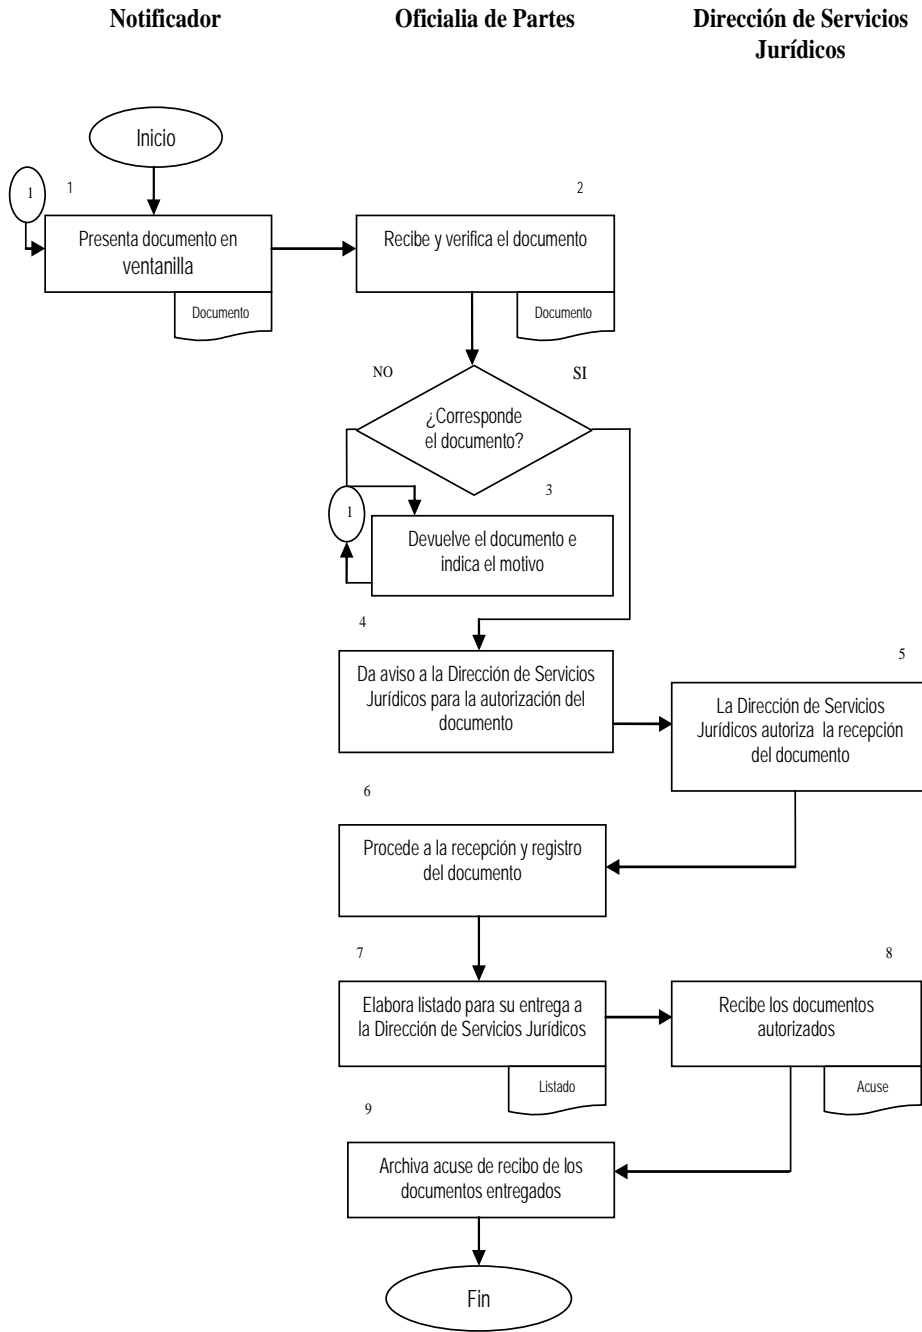 Notificador
Oficialia de Partes
Dirección de Servicios
Jurídicos
Inicio
1
1
2
Presenta documento en
ventanilla
Documento
Recibe y verifica el documento
Documento
NO
SI
¿Corresponde
el documento?
3
1
Devuelve el documento e
indica el motivo
4
Da aviso a la Dirección de Servicios
Jurídicos para la autorización del
documento
5
La Dirección de Servicios
Jurídicos autoriza la recepción
del documento
6
Procede a la recepción y registro
del documento
7
Elabora listado para su entrega a
la Dirección de Servicios Jurídicos
Listado
8
Recibe los documentos
autorizados
Acuse
9
Archiva acuse de recibo de los
documentos entregados
Fin